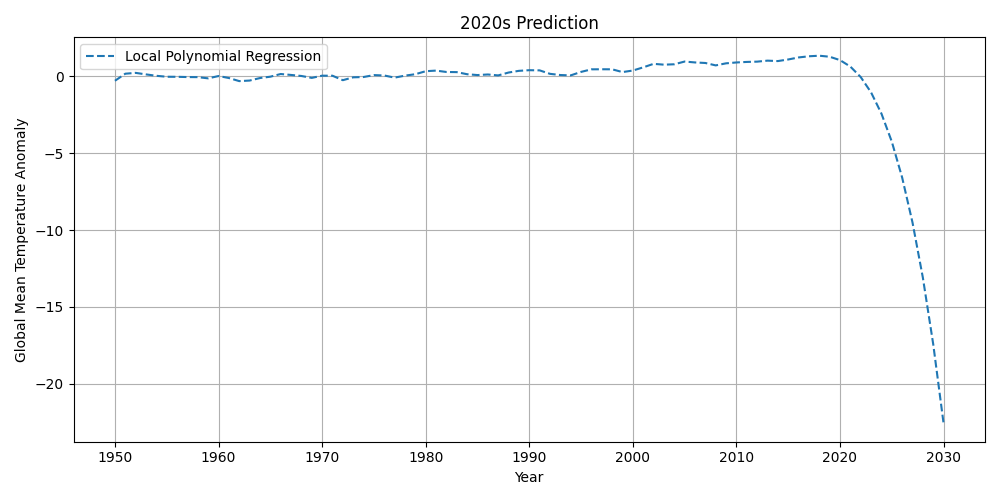 2020s Prediction
Local Polynomial Regression
Global Mean Temperature Anomaly
0
−5
−10
−15
−20
1950 1960 1970 1980 1990 2000 2010 2020 2030
Year